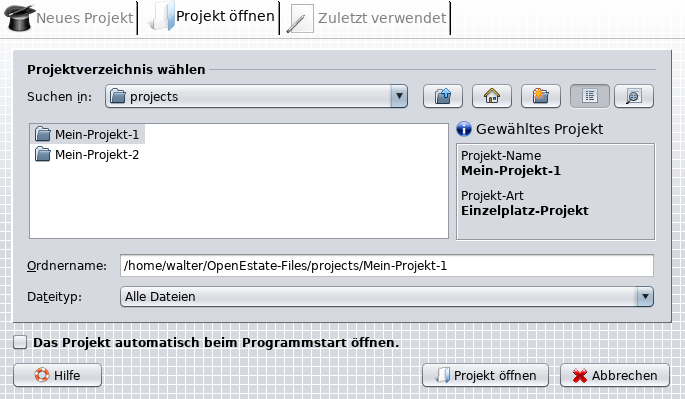 Neues Projekt
Projekt öffnen
Zuletzt verwendet
Projektverzeichnis wählen
Suchen in: projects
Mein-Projekt-1
Mein-Projekt-2
Gewähltes Projekt
Projekt-Name
Mein-Projekt-1
Projekt-Art
Einzelplatz-Projekt
Ordnername: /home/walter/OpenEstate-Files/projects/Mein-Projekt-1
Dateityp: Alle Dateien
Das Projekt automatisch beim Programmstart öffnen.
Hilfe
Projekt öffnen
Abbrechen